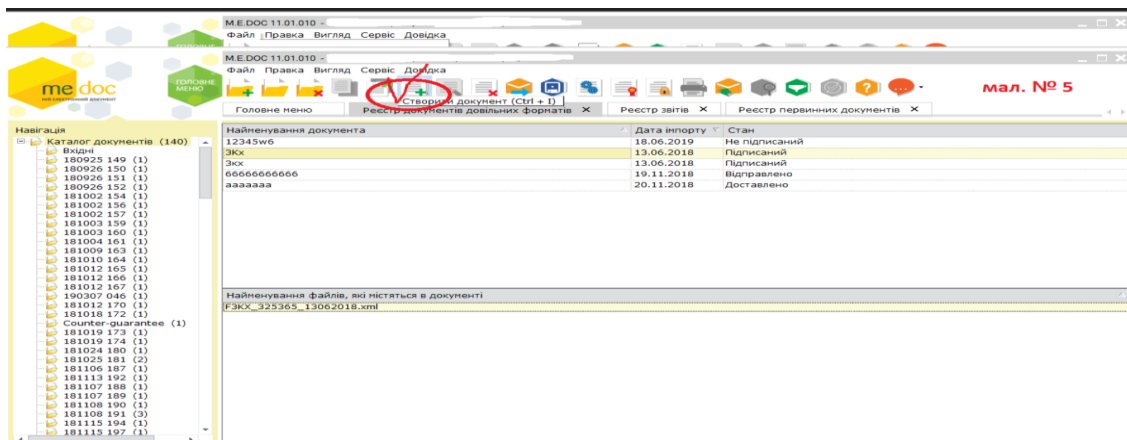 M.E.DOC 11.01.010 -
Файл Правка Вигляд Сервіс Довідка
M.E.DOC 11.01.010 -
Файл Правка Вигляд Сервіс Довідка
me doc
ГОЛОВНЕ МЕНЮ
мал. № 5
Створити документ (Ctrl + I)
Головне меню Реєстр документів довільних форматів Реєстр звітів Реєстр первинних документів
Навігація
Каталог документів (140)
Вхідні
180925 149 (1)
180926 150 (1)
180926 151 (1)
180926 152 (1)
181002 154 (1)
181002 156 (1)
181002 157 (1)
181003 159 (1)
181003 160 (1)
181004 161 (1)
181009 163 (1)
181010 164 (1)
181012 165 (1)
181012 166 (1)
181012 167 (1)
190307 046 (1)
181012 170 (1)
181018 172 (1)
Counter-guarantee (1)
181019 173 (1)
181019 174 (1)
181024 180 (1)
181025 181 (2)
181106 187 (1)
181113 192 (1)
181107 188 (1)
181107 189 (1)
181108 190 (1)
181108 191 (3)
181115 194 (1)
181115 197 (1)
Найменування документа Дата імпорту Стан
12345w6 18.06.2019 Не підписаний
3Kx 13.06.2018 Підписаний
3кх 13.06.2018 Підписаний
66666666666 19.11.2018 Відправлено
aaaaaaa 20.11.2018 Доставлено
Найменування файлів, які містяться в документі
F3KX_325365_13062018.xml